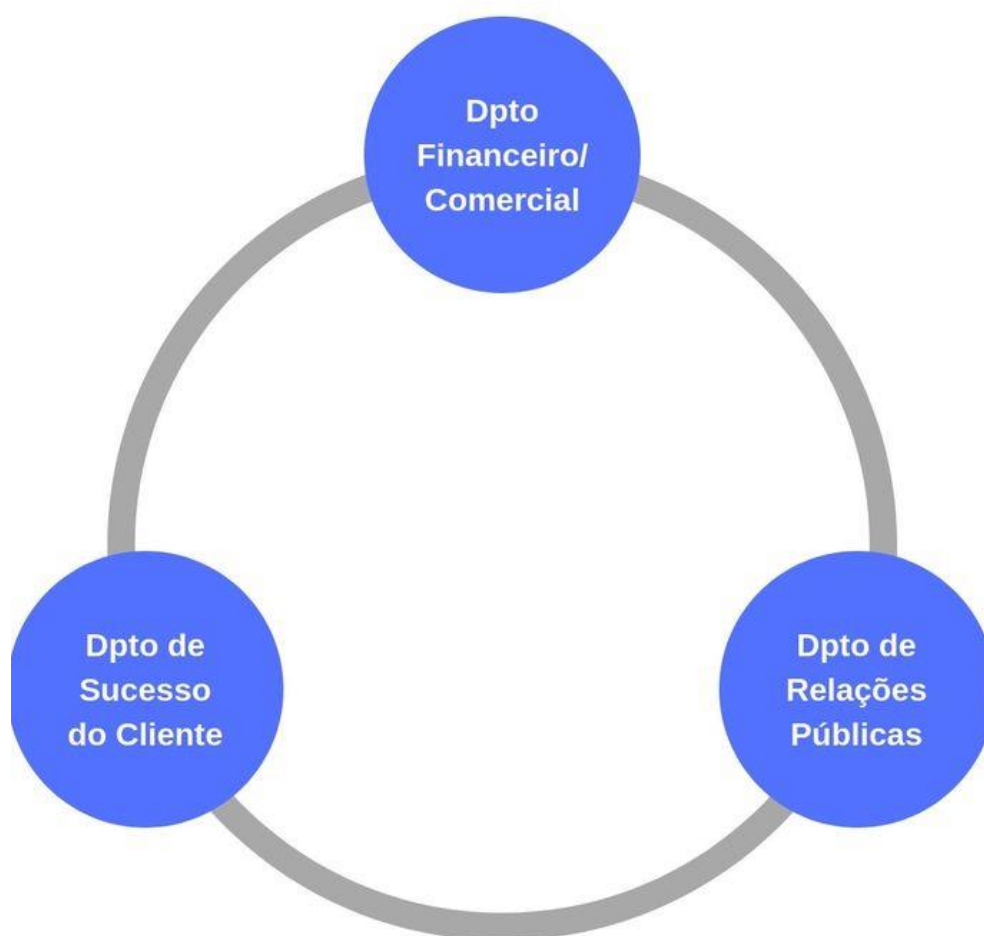 Dpto
Financeiro/
Comercial
Dpto de
Sucesso
do Cliente
Dpto de
Relações
Públicas